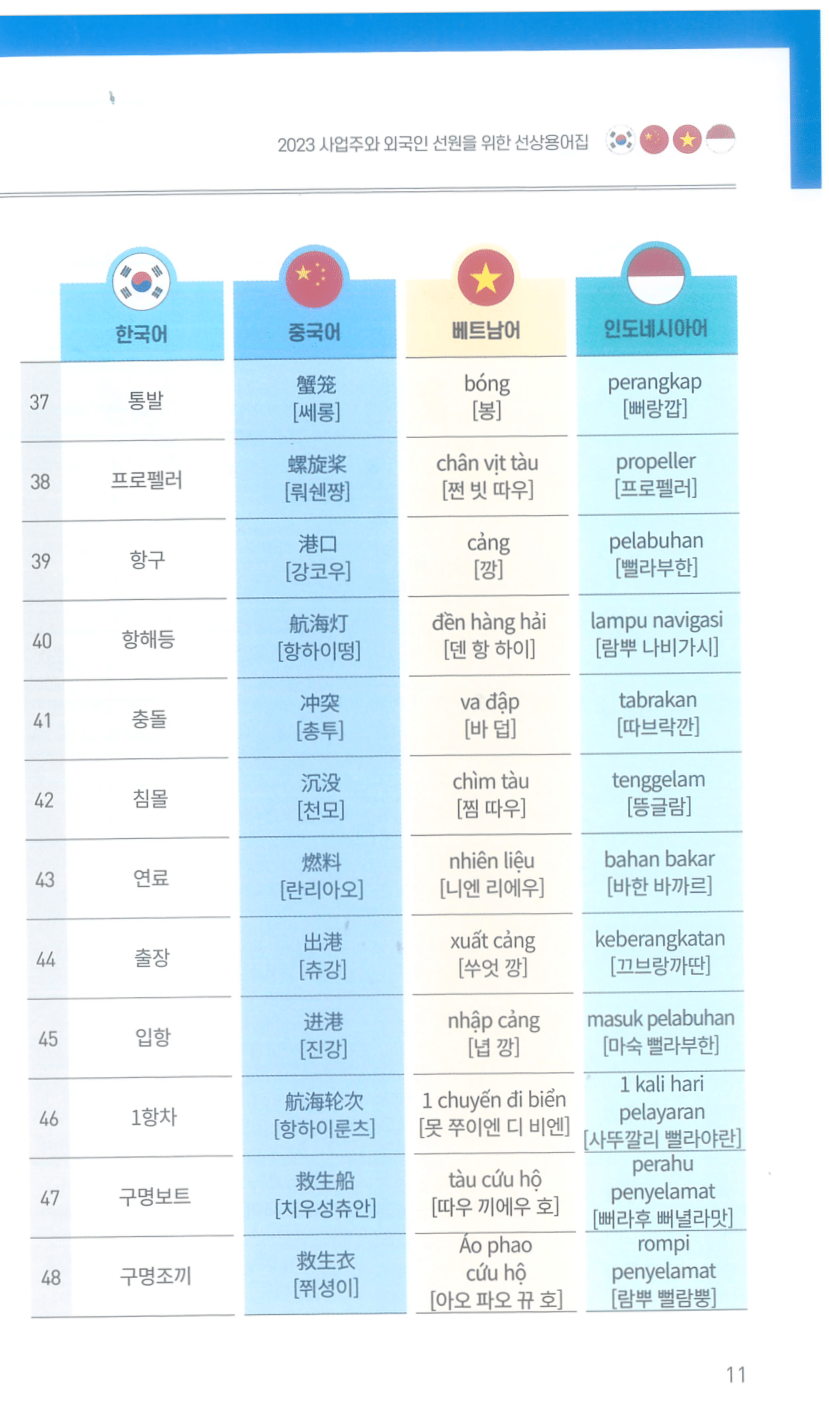 2023 사업주와 외국인 선원을 위한 선상용어집
한국어 중국어 베트남어 인도네시아어
37 통발 蟹笼 bóng perangkap
[쎄롱] [봉] [뻐랑깝]
38 프로펠러 螺旋桨 chân vịt tàu propeller
[뤄쉔쨩] [쩐 빗 따우] [프로펠러]
39 항구 港口 cảng pelabuhan
[강코우] [깡] [뻘라부한]
40 항해등 航海灯 đền hàng hải lampu navigasi
[항하이떵] [덴 항 하이] [람뿌 나비가시]
41 충돌 冲突 va đập tabrakan
[총투] [바 덥] [따브락깐]
42 침몰 沉没 chìm tàu tenggelam
[천모] [찜 따우] [뜽글람]
43 연료 燃料 nhiên liệu bahan bakar
[란리아오] [니엔 리에우] [바한 바까르]
44 출장 出港 xuất cảng keberangkatan
[츄강] [쑤엇 깡] [끄브랑까딴]
45 입항 进港 nhập cảng masuk pelabuhan
[진강] [녑 깡] [마숙 뻘라부한]
46 1항차 航海轮次 1 chuyến đi biển 1 kali hari
pelayaran
[항하이룬츠] [못 쭈이엔 디 비엔] [사뚜깔리 뻘라야란]
47 구명보트 救生船 tàu cứu hộ perahu
penyelamat
[치우성츄안] [따우 끼에우 호] [뻐라후 뻐녈라맛]
48 구명조끼 救生衣 Áo phao rompi
cứu hộ penyelamat
[쮜셩이] [아오 파오 뀨 호] [람뿌 뻘람뿡]
11